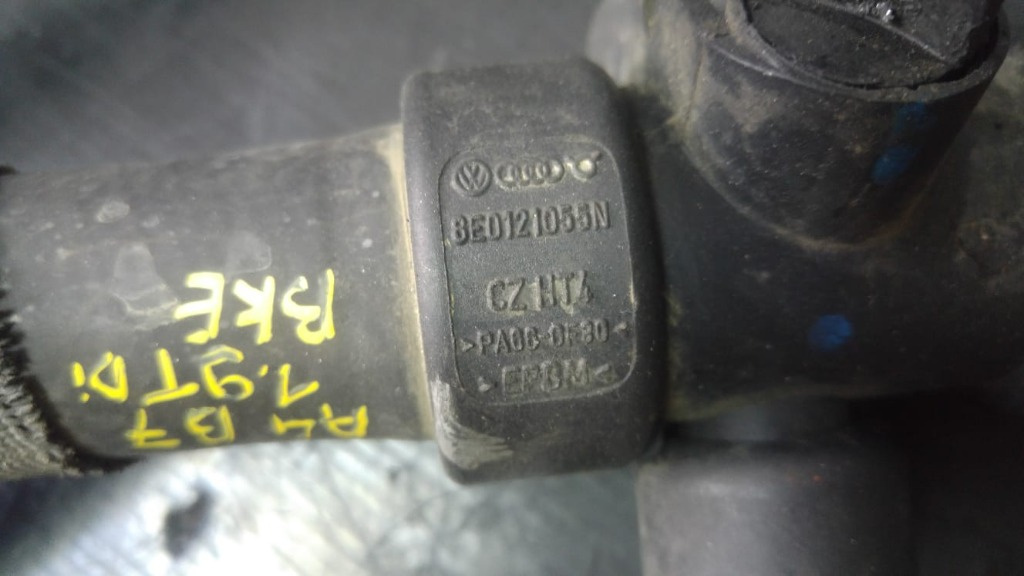 8E0121055N
CZ HT4
>PA66-GF30<
>EPDM<
A4 B7
1.9TDi
BKE